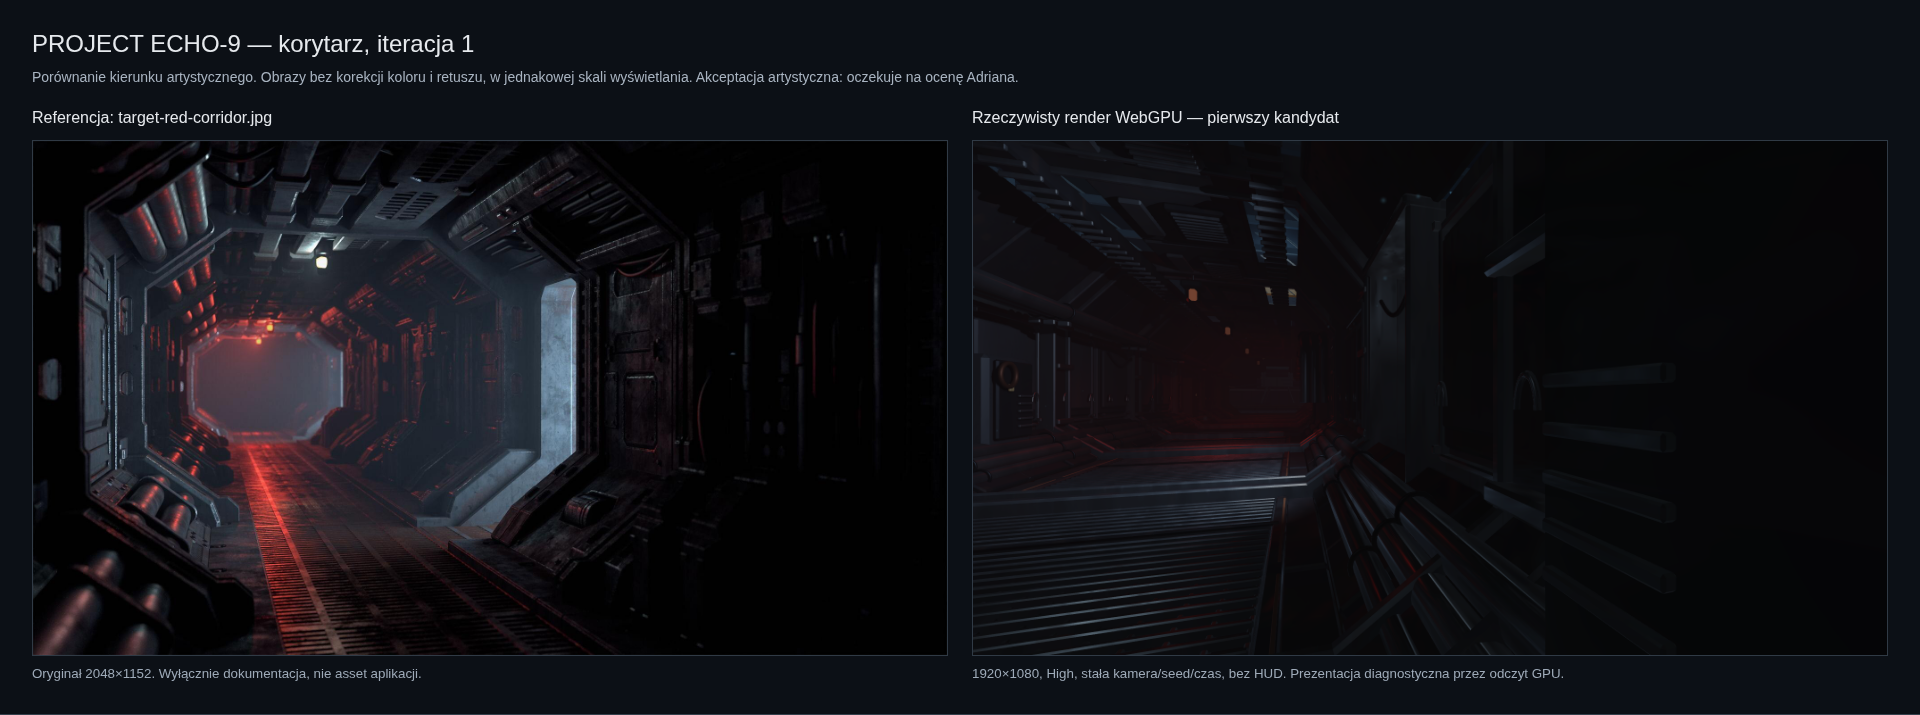 PROJECT ECHO-9 — korytarz, iteracja 1
Porównanie kierunku artystycznego. Obrazy bez korekcji koloru i retuszu, w jednakowej skali wyświetlania. Akceptacja artystyczna: oczekuje na ocenę Adriana.
Referencja: target-red-corridor.jpg
Rzeczywisty render WebGPU — pierwszy kandydat
Oryginał 2048×1152. Wyłącznie dokumentacja, nie asset aplikacji.
1920×1080, High, stała kamera/seed/czas, bez HUD. Prezentacja diagnostyczna przez odczyt GPU.